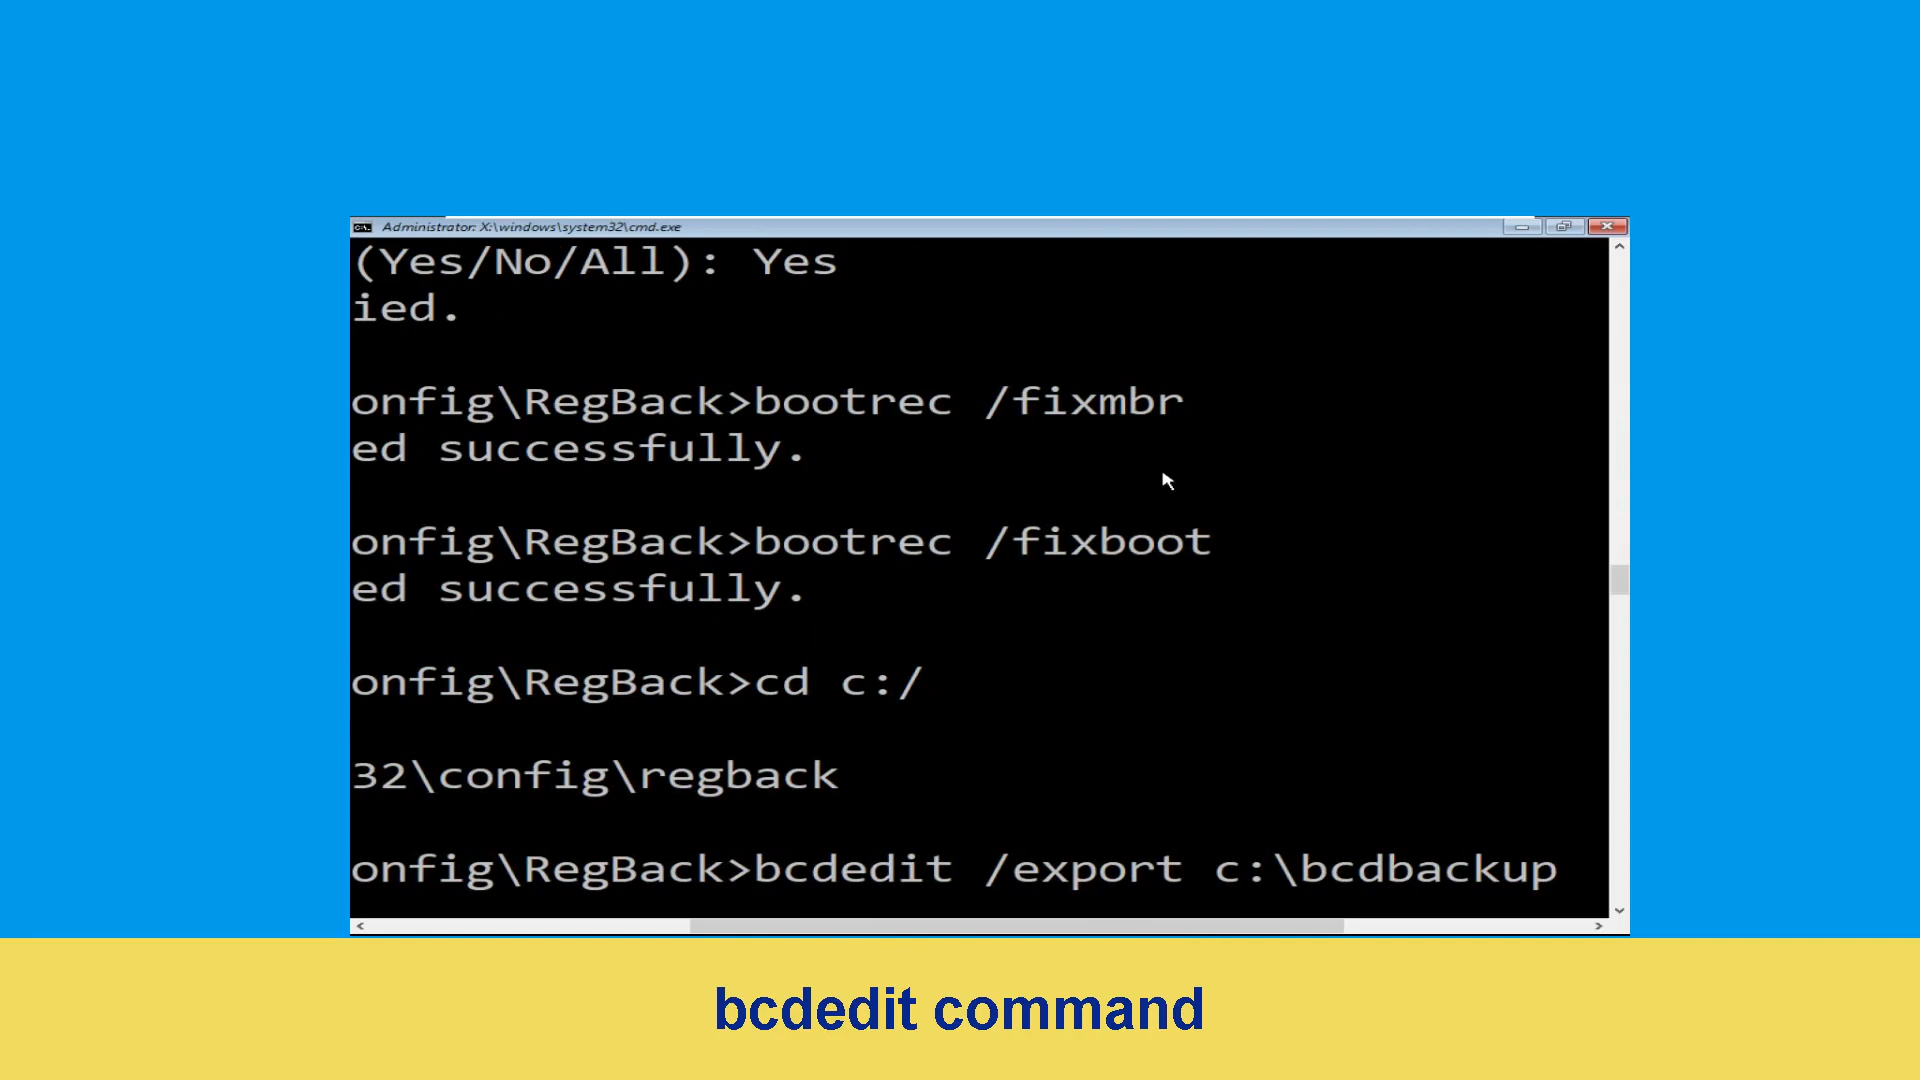 Administrator: X:\windows\system32\cmd.exe
(Yes/No/All): Yes
ied.
onfig\RegBack>bootrec /fixmbr
ed successfully.
onfig\RegBack>bootrec /fixboot
ed successfully.
onfig\RegBack>cd c:/
32\config\regback
onfig\RegBack>bcdedit /export c:\bcdbackup
bcdedit command